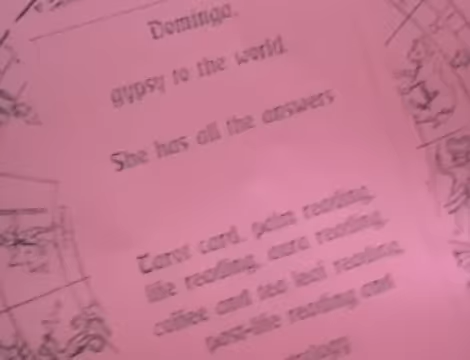 Domingo,
gypsy to the world.
She has all the answers
Tarot card, palm reading,
life reading, aura reading,
coffee and tea leaf reading,
past-life reading and